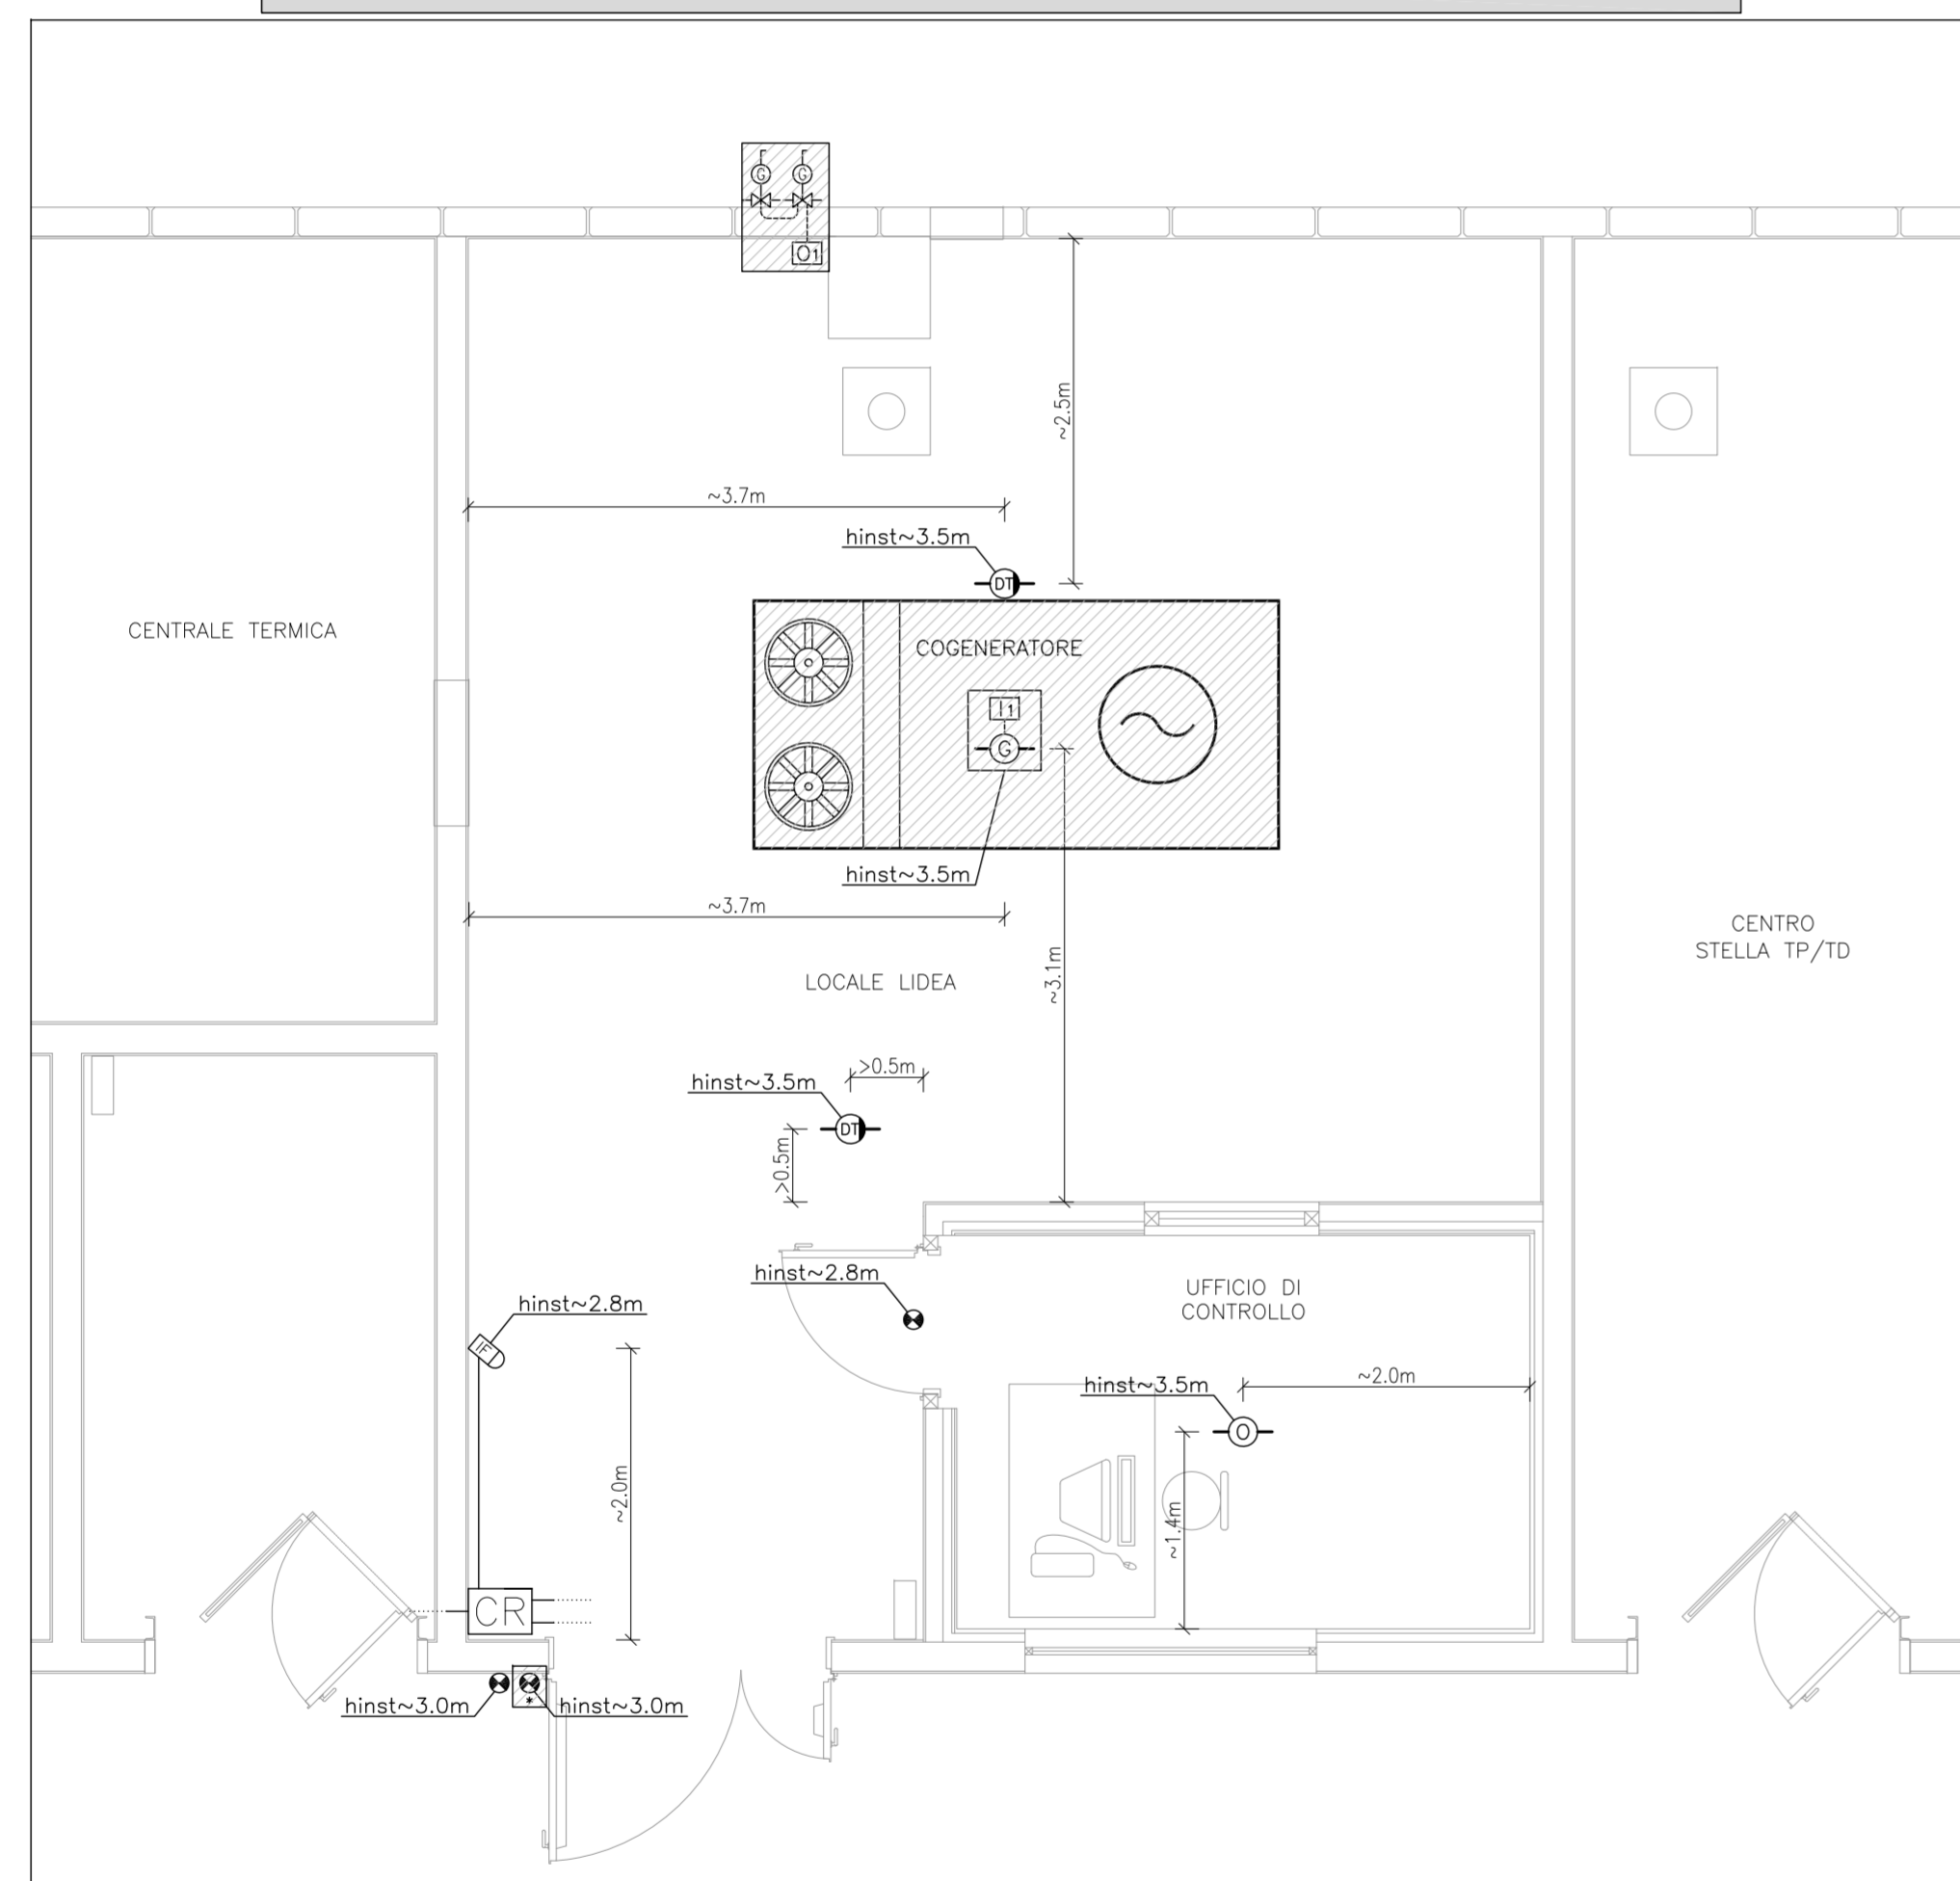 G G
O1
~2.5m
~3.7m
hinst~3.5m
DT
CENTRALE TERMICA
COGENERATORE
I1
G
hinst~3.5m
~3.7m
CENTRO
STELLA TP/TD
~3.1m
LOCALE LIDEA
>0.5m
hinst~3.5m
DT
>0.5m
hinst~2.8m
UFFICIO DI
CONTROLLO
hinst~2.8m
IF
~2.0m
hinst~3.5m
O
~2.0m
~1.4m
CR
*
hinst~3.0m
hinst~3.0m